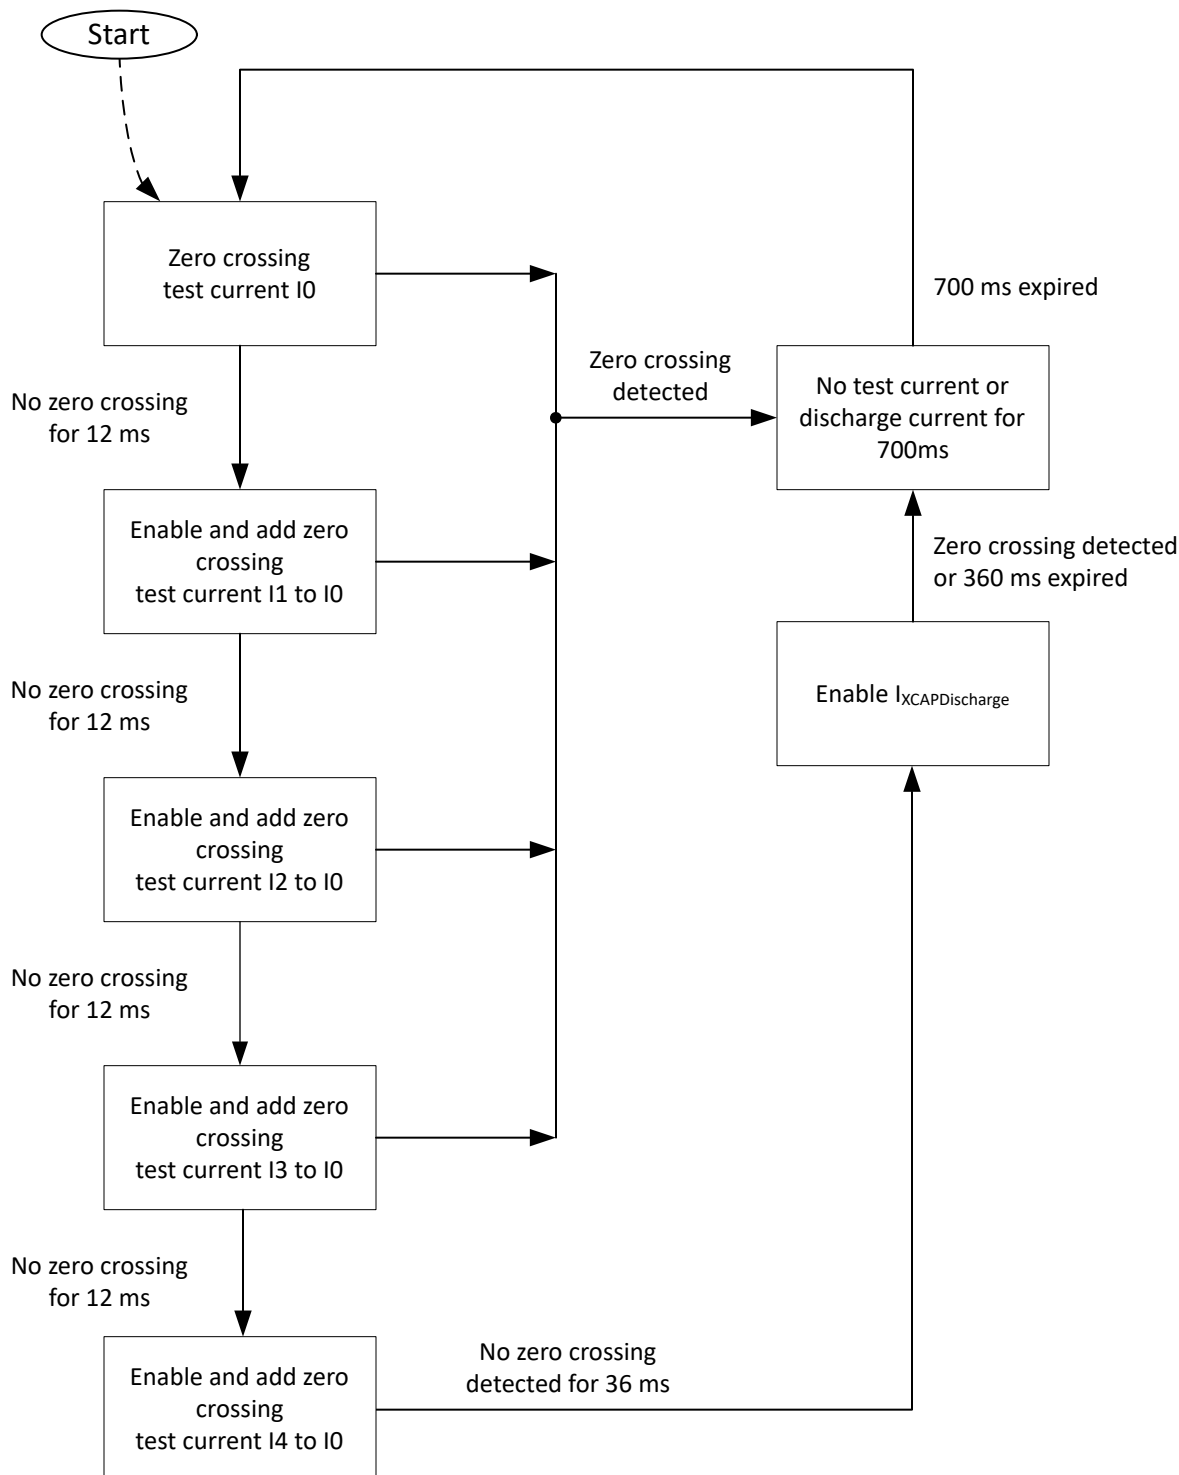 Start
Zero crossing
test current I0
700 ms expired
Zero crossing
detected
No test current or
discharge current for
700ms
No zero crossing
for 12 ms
Enable and add zero
crossing
test current I1 to I0
Zero crossing detected
or 360 ms expired
No zero crossing
for 12 ms
Enable IXCAPDischarge
Enable and add zero
crossing
test current I2 to I0
No zero crossing
for 12 ms
Enable and add zero
crossing
test current I3 to I0
No zero crossing
for 12 ms
No zero crossing
detected for 36 ms
Enable and add zero
crossing
test current I4 to I0